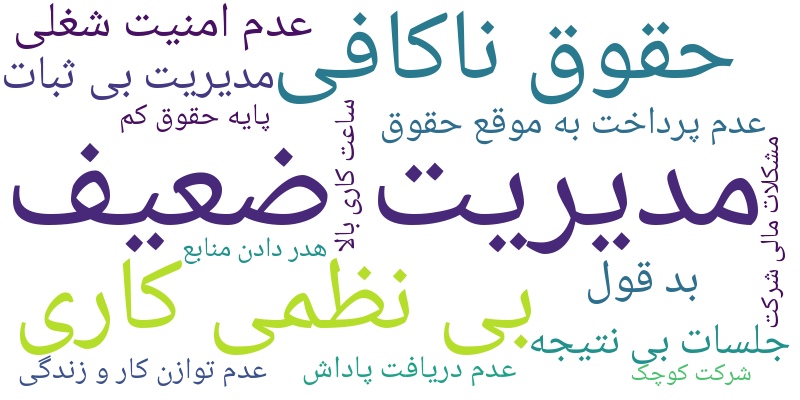 عدم امنیت شغلی
حقوق ناکافی
مدیریت بی ثبات
پایه حقوق کم
عدم پرداخت به موقع حقوق
مدیریت ضعیف
ساعت کاری بالا
مشکلات مالی شرکت
هدر دادن منابع
بد قول
بی نظمی کاری
جلسات بی نتیجه
عدم توازن کار و زندگی
عدم دریافت پاداش
شرکت کوچک